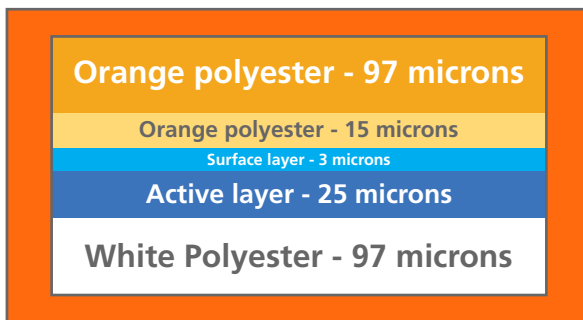 Orange polyester - 97 microns
Orange polyester - 15 microns
Surface layer - 3 microns
Active layer - 25 microns
White Polyester - 97 microns